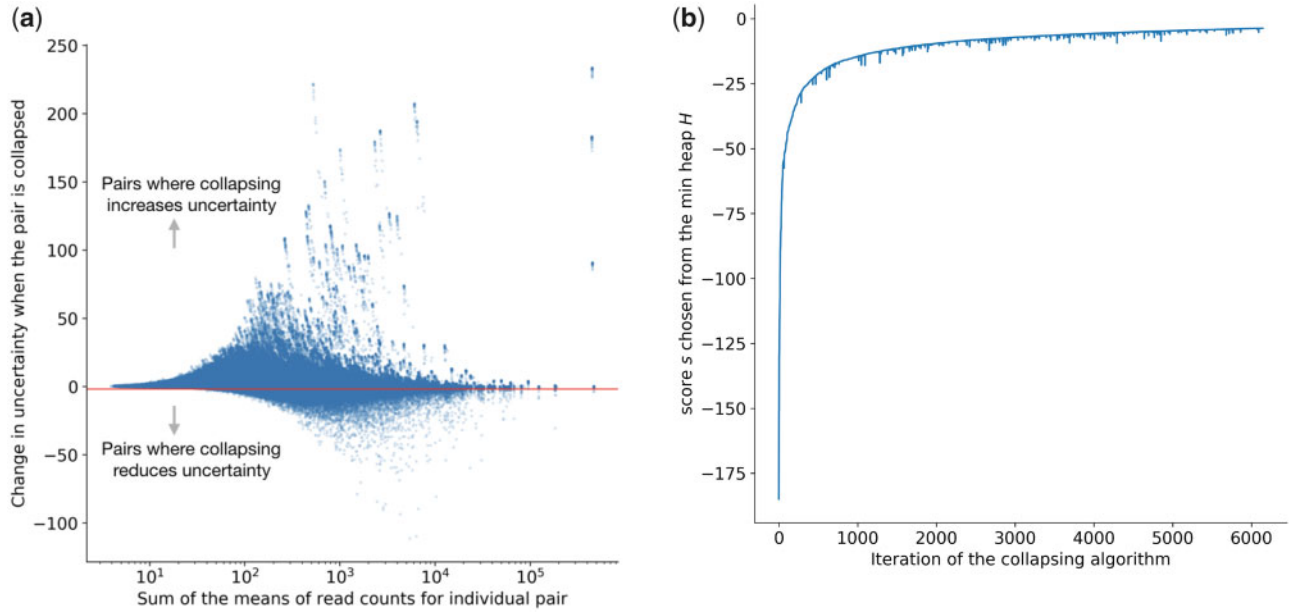 (a)
250
200
150
100
50
0
−50
−100
Change in uncertainty when the pair is collapsed
Pairs where collapsing
increases uncertainty
Pairs where collapsing
reduces uncertainty
10¹
10²
10³
10⁴
10⁵
Sum of the means of read counts for individual pair
(b)
0
−25
−50
−75
−100
−125
−150
−175
score s chosen from the min heap H
0
1000
2000
3000
4000
5000
6000
Iteration of the collapsing algorithm